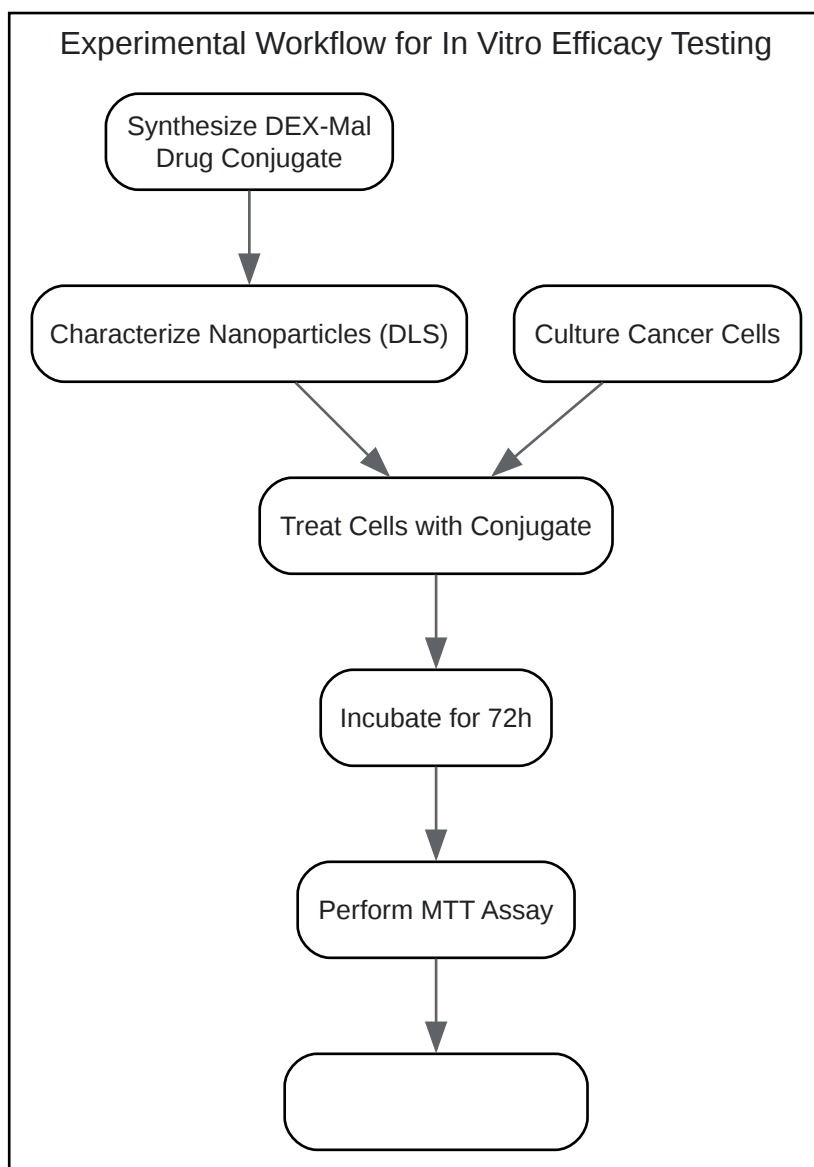 Experimental Workflow for In Vitro Efficacy Testing
Synthesize DEX-Mal
Drug Conjugate
Characterize Nanoparticles (DLS)
Culture Cancer Cells
Treat Cells with Conjugate
Incubate for 72h
Perform MTT Assay